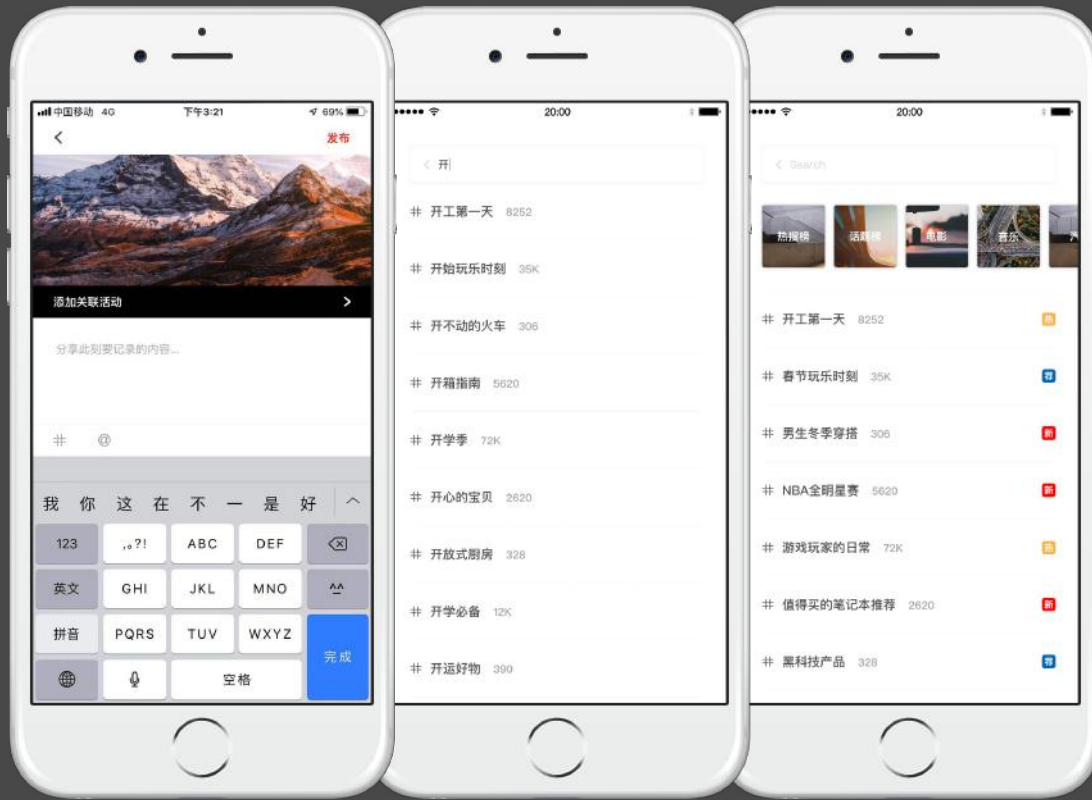 中国移动 4G 下午3:21 69%
发布
添加关联活动
分享此刻要记录的内容...
# @
我 你 这 在 不 一 是 好
123 ,。?! ABC DEF
英文 GHI JKL MNO ^^
拼音 PQRS TUV WXYZ
完成
空格
20:00
开
# 开工第一天 8252
# 开始玩乐时刻 35K
# 开不动的火车 306
# 开箱指南 5620
# 开学季 72K
# 开心的宝贝 2620
# 开放式厨房 328
# 开学必备 12K
# 开运好物 390
20:00
Search
热搜榜 话题榜 电影 音乐
# 开工第一天 8252 热
# 春节玩乐时刻 35K 荐
# 男生冬季穿搭 306 新
# NBA全明星赛 5620 新
# 游戏玩家的日常 72K 热
# 值得买的笔记本推荐 2620 新
# 黑科技产品 328 荐